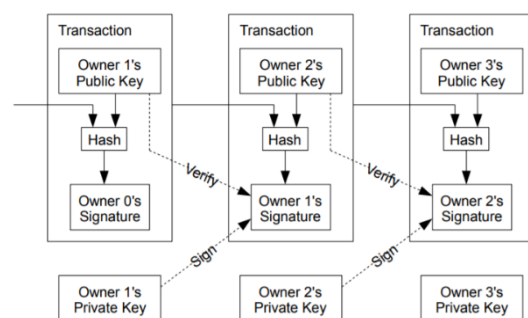 Transaction
Transaction
Transaction
Owner 1's
Public Key
Owner 2's
Public Key
Owner 3's
Public Key
Hash
Hash
Hash
Verify
Verify
Owner 0's
Signature
Owner 1's
Signature
Owner 2's
Signature
Sign
Sign
Owner 1's
Private Key
Owner 2's
Private Key
Owner 3's
Private Key